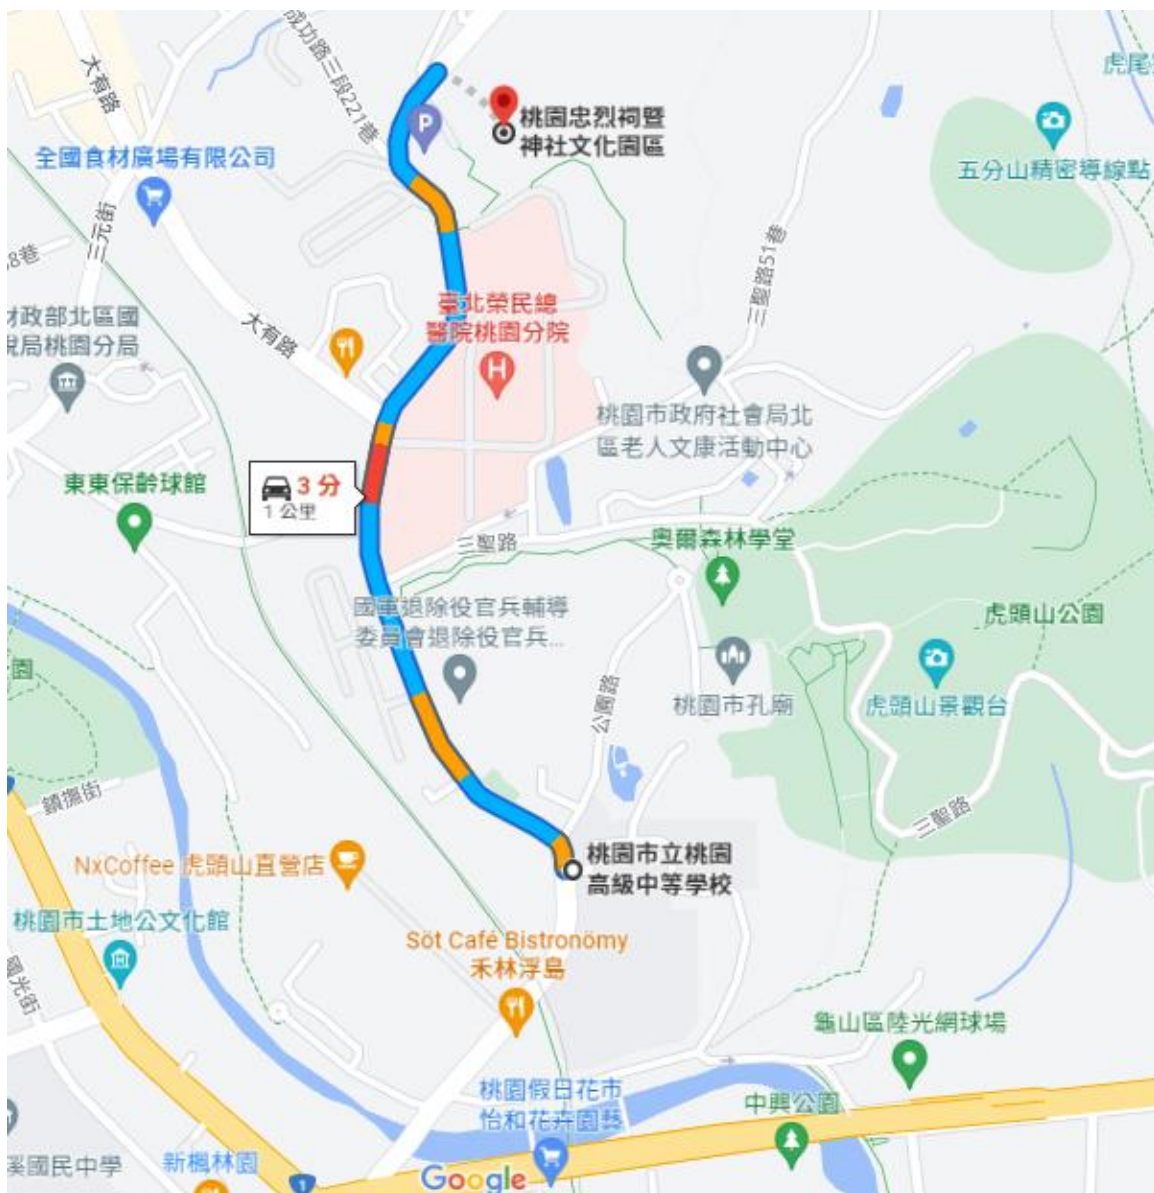 成功路三段221巷
大有路
虎尾
桃園忠烈祠暨
神社文化園區
P
全國食材廣場有限公司
五分山精密導線點
三元街
68巷
三聖路51巷
臺北榮民總
醫院桃園分院
H
財政部北區國
稅局桃園分局
大有路
桃園市政府社會局北
區老人文康活動中心
東東保齡球館
3 分
1 公里
三聖路
奧爾森林學堂
國軍退除役官兵輔導
委員會退除役官兵...
虎頭山公園
園
公園路
桃園市孔廟
虎頭山景觀台
鎮撫街
三聖路
NxCoffee 虎頭山直營店
桃園市立桃園
高級中等學校
桃園市土地公文化館
Söt Café Bistronömy
禾林浮島
國光街
龜山區陸光網球場
桃園假日花市
怡和花卉園藝
中興公園
溪國民中學
新楓林園
1
Google